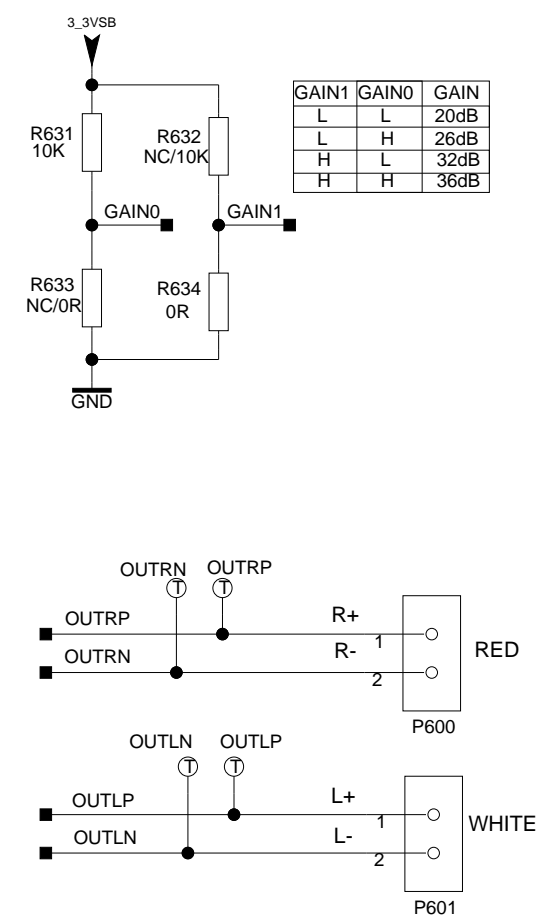 3_3VSB
R631
10K
R632
NC/10K
GAIN0
GAIN1
R633
NC/0R
R634
0R
GND
GAIN1 GAIN0 GAIN
L L 20dB
L H 26dB
H L 32dB
H H 36dB
OUTRN OUTRP
T T
OUTRP R+ 1
OUTRN R- 2
RED
P600
OUTLN OUTLP
T T
OUTLP L+ 1
OUTLN L- 2
WHITE
P601